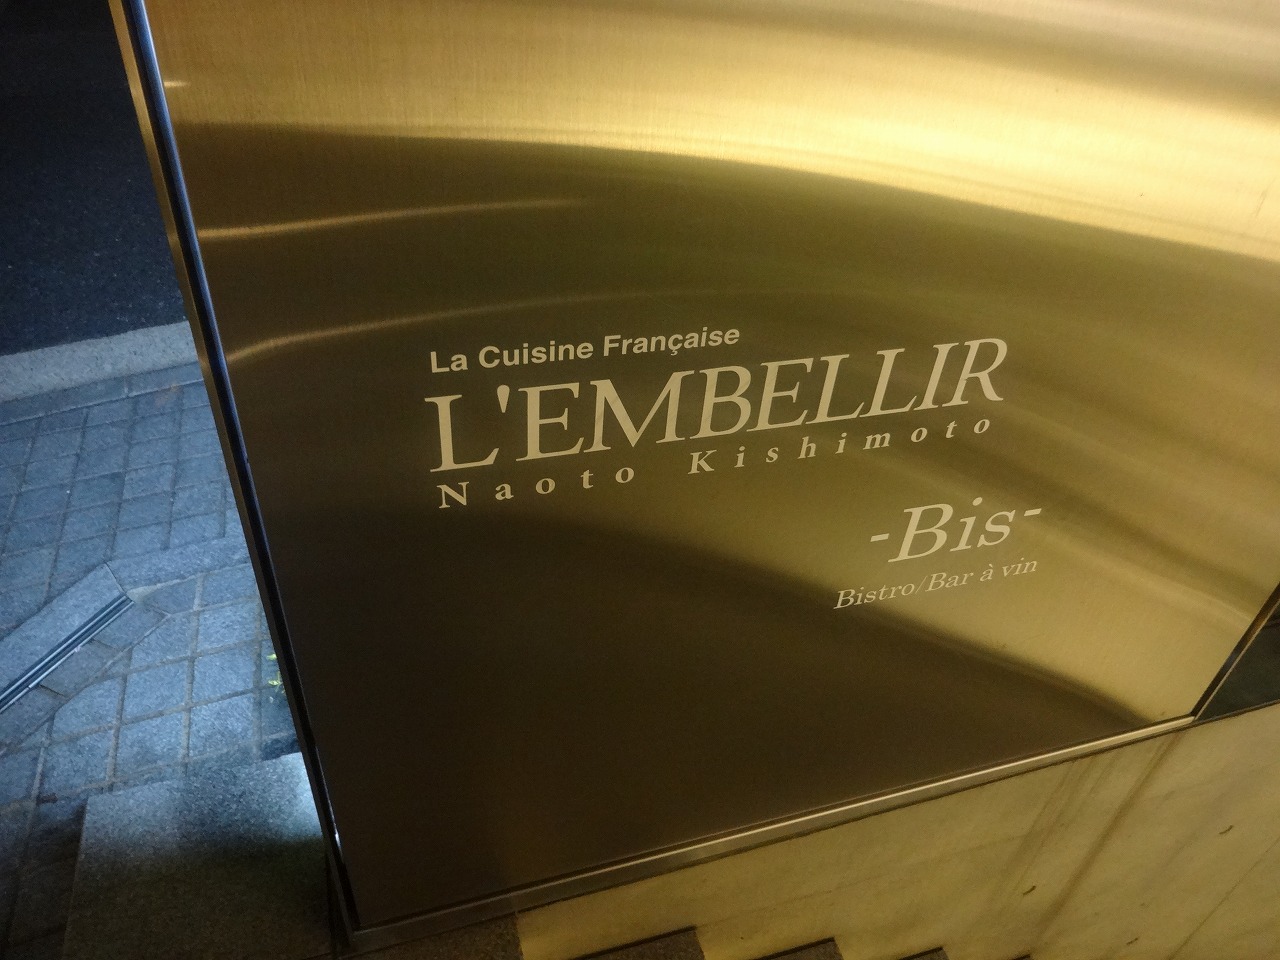 La Cuisine Française
L'EMBELLIR
Naoto Kishimoto
-Bis-
Bistro/Bar à vin